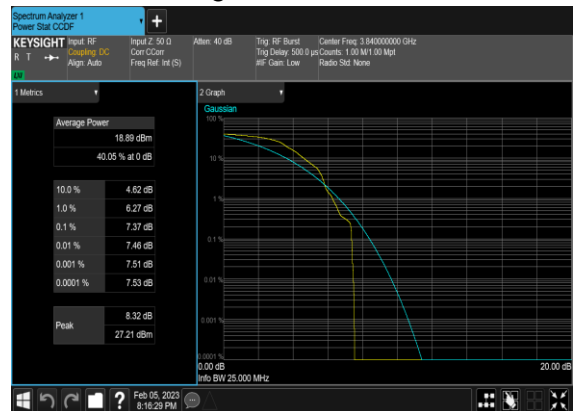 Spectrum Analyzer 1
Power Stat CCDF
KEYSIGHT
R T
LW
Input: RF
Coupling: DC
Align: Auto
Input Z: 50 Ω
Corr CCorr
Freq Ref: Int (S)
Atten: 40 dB
Trig: RF Burst
Trig Delay: 500.0 µs
#IF Gain: Low
Center Freq: 3.840000000 GHz
Counts: 1.00 M/1.00 Mpt
Radio Std: None
1 Metrics
Average Power
18.89 dBm
40.05 % at 0 dB
10.0 % 4.62 dB
1.0 % 6.27 dB
0.1 % 7.37 dB
0.01 % 7.46 dB
0.001 % 7.51 dB
0.0001 % 7.53 dB
Peak
8.32 dB
27.21 dBm
2 Graph
Gaussian
100 %
10 %
1 %
0.1 %
0.01 %
0.001 %
0.0001 %
0.00 dB 20.00 dB
Info BW 25.000 MHz
?
Feb 05, 2023
8:16:29 PM